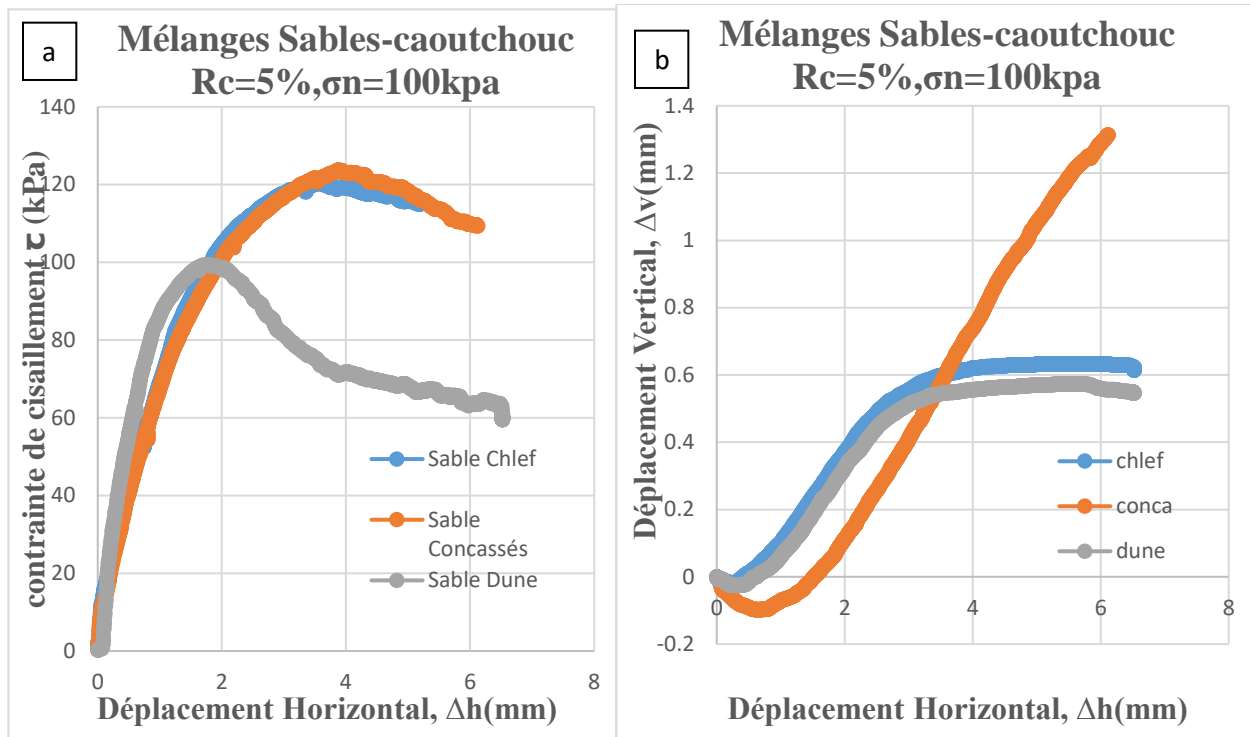 a
Mélanges Sables-caoutchouc
Rc=5%,σn=100kpa
contrainte de cisaillement τ (kPa)
140
120
100
80
60
40
20
0
0 2 4 6 8
Sable Chlef
Sable
Concassés
Sable Dune
Déplacement Horizontal, Δh(mm)
b
Mélanges Sables-caoutchouc
Rc=5%,σn=100kpa
Déplacement Vertical, Δv(mm)
1.4
1.2
1
0.8
0.6
0.4
0.2
0
-0.2
0 2 4 6 8
chlef
conca
dune
Déplacement Horizontal, Δh(mm)